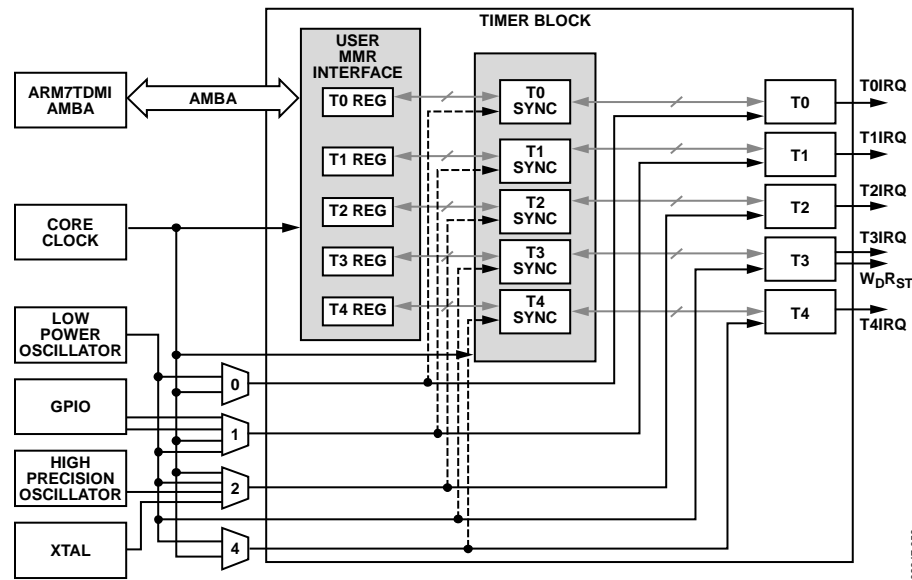 TIMER BLOCK
USER
MMR
INTERFACE
ARM7TDMI
AMBA
AMBA
T0 REG
T0
SYNC
T0
T0IRQ
T1 REG
T1
SYNC
T1
T1IRQ
CORE
CLOCK
T2 REG
T2
SYNC
T2
T2IRQ
T3 REG
T3
SYNC
T3
T3IRQ
WDRST
T4 REG
T4
SYNC
T4
T4IRQ
LOW
POWER
OSCILLATOR
0
GPIO
1
HIGH
PRECISION
OSCILLATOR
2
XTAL
4